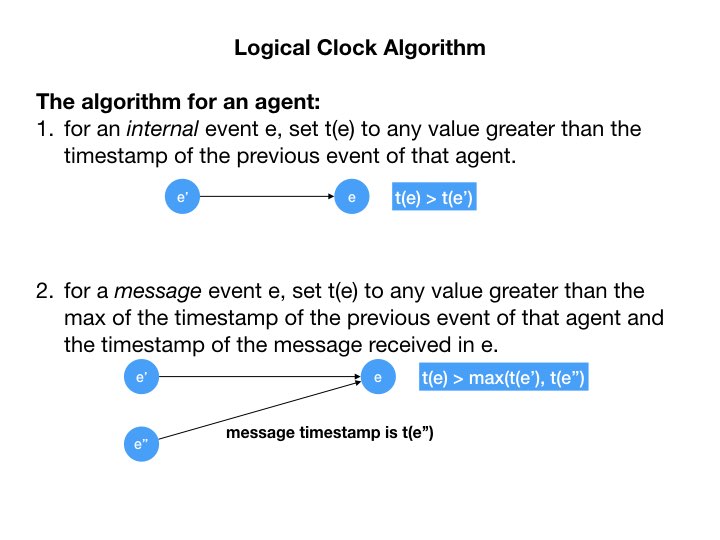 Logical Clock Algorithm
The algorithm for an agent:
1. for an internal event e, set t(e) to any value greater than the
timestamp of the previous event of that agent.
e’ e t(e) > t(e’)
2. for a message event e, set t(e) to any value greater than the
max of the timestamp of the previous event of that agent and
the timestamp of the message received in e.
e’ e t(e) > max(t(e’), t(e”)
e” message timestamp is t(e”)